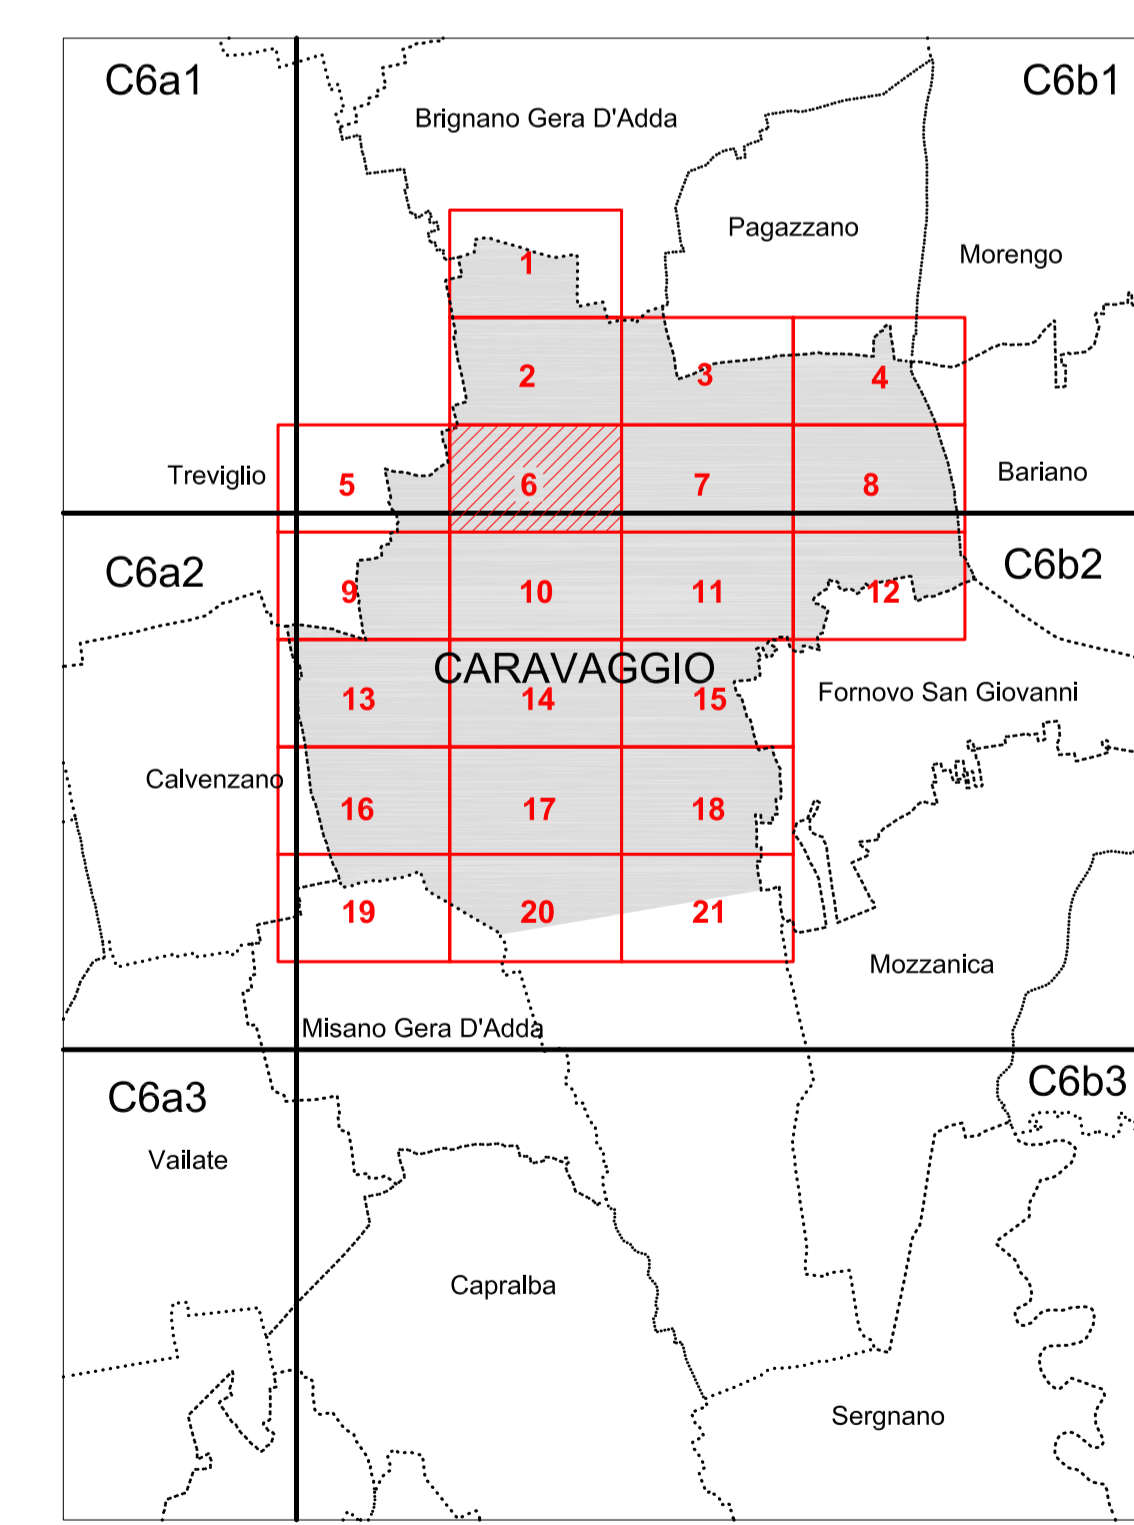 C6a1
C6b1
Brignano Gera D'Adda
Pagazzano
Morengo
1
2
3
4
Treviglio
5
6
7
8
Bariano
C6a2
C6b2
9
10
11
12
CARAVAGGIO
13
14
15
Fornovo San Giovanni
Calvenzano
16
17
18
19
20
21
Mozzanica
Misano Gera D'Adda
C6a3
C6b3
Vailate
Capralba
Sergnano